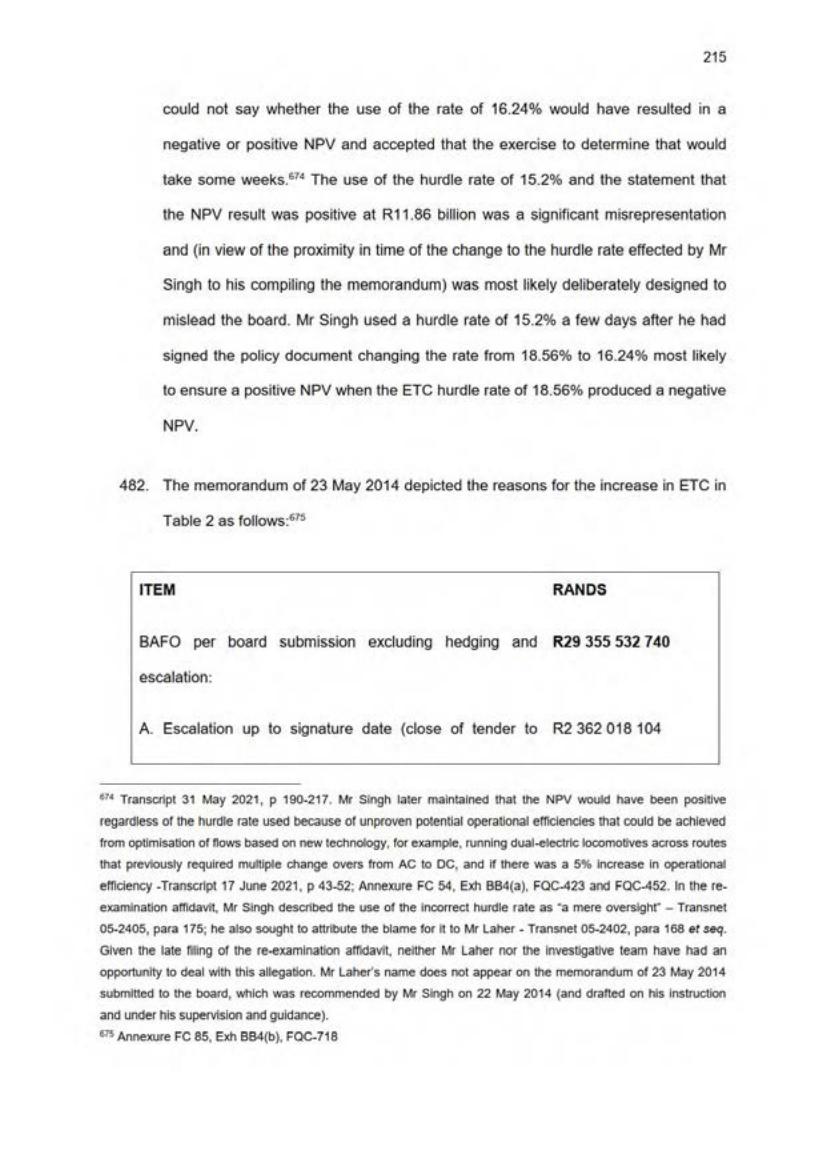 215
could not say whether the use of the rate of 16.24% would have resulted in a
negative or positive NPV and accepted that the exercise to determine that would
take some weeks.674 The use of the hurdle rate of 15.2% and the statement that
the NPV result was positive at R11.86 billion was a significant misrepresentation
and (in view of the proximity in time of the change to the hurdle rate effected by Mr
Singh to his compiling the memorandum) was most likely deliberately designed to
mislead the board. Mr Singh used a hurdle rate of 15.2% a few days after he had
signed the policy document changing the rate from 18.56% to 16.24% most likely
to ensure a positive NPV when the ETC hurdle rate of 18.56% produced a negative
NPV.
482. The memorandum of 23 May 2014 depicted the reasons for the increase in ETC in
Table 2 as follows:675
ITEM RANDS
BAFO per board submission excluding hedging and R29 355 532 740
escalation:
A. Escalation up to signature date (close of tender to R2 362 018 104
674 Transcript 31 May 2021, p 190-217. Mr Singh later maintained that the NPV would have been positive
regardless of the hurdle rate used because of unproven potential operational efficiencies that could be achieved
from optimisation of flows based on new technology, for example, running dual-electric locomotives across routes
that previously required multiple change overs from AC to DC, and if there was a 5% increase in operational
efficiency -Transcript 17 June 2021, p 43-52; Annexure FC 54, Exh BB4(a), FQC-423 and FQC-452. In the re-
examination affidavit, Mr Singh described the use of the incorrect hurdle rate as "a mere oversight" – Transnet
05-2405, para 175; he also sought to attribute the blame for it to Mr Laher - Transnet 05-2402, para 168 et seq.
Given the late filing of the re-examination affidavit, neither Mr Laher nor the investigative team have had an
opportunity to deal with this allegation. Mr Laher's name does not appear on the memorandum of 23 May 2014
submitted to the board, which was recommended by Mr Singh on 22 May 2014 (and drafted on his instruction
and under his supervision and guidance).
675 Annexure FC 85, Exh BB4(b), FQC-718